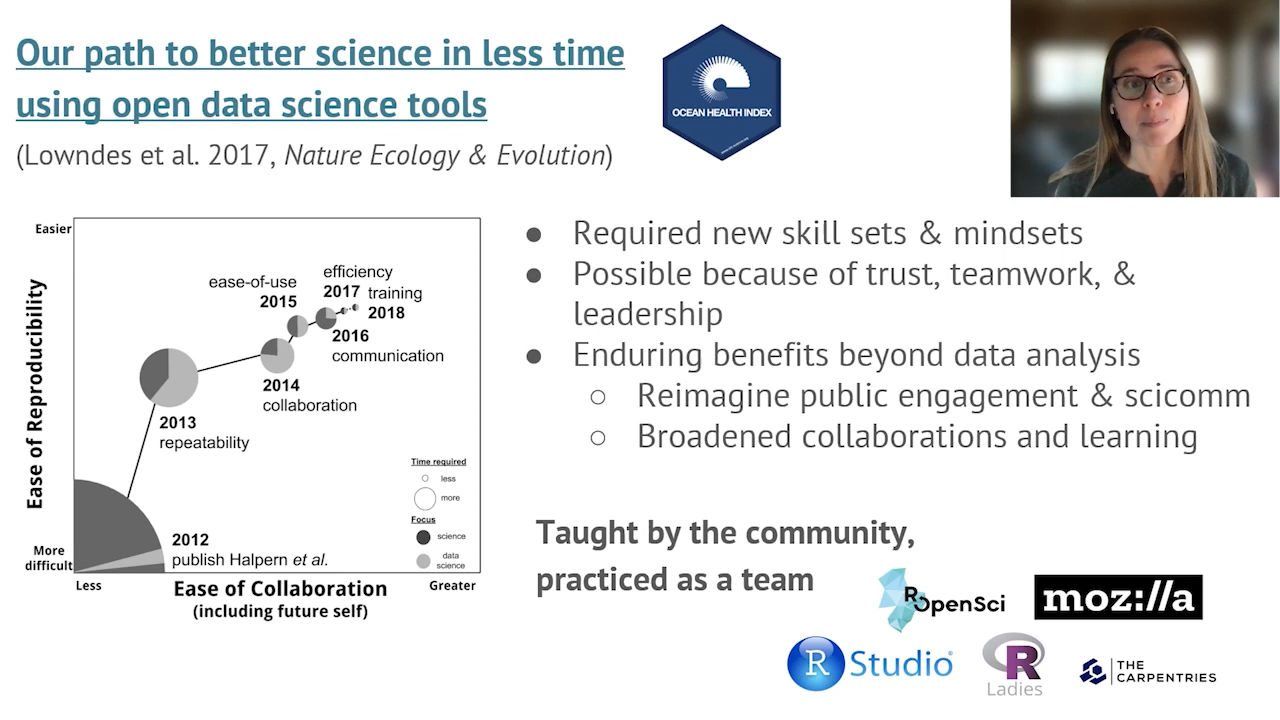 Our path to better science in less time
using open data science tools
(Lowndes et al. 2017, Nature Ecology & Evolution)
OCEAN HEALTH INDEX
Easier
Ease of Reproducibility
More
difficult
ease-of-use
2015
efficiency
2017
training
2018
2016
communication
2014
collaboration
2013
repeatability
2012
publish Halpern et al.
Time required
less
more
Focus
science
data
science
Less
Ease of Collaboration
(including future self)
Greater
● Required new skill sets & mindsets
● Possible because of trust, teamwork, &
leadership
● Enduring benefits beyond data analysis
○ Reimagine public engagement & scicomm
○ Broadened collaborations and learning
Taught by the community,
practiced as a team
ROpenSci
moz://a
R Studio®
R
Ladies
THE
CARPENTRIES